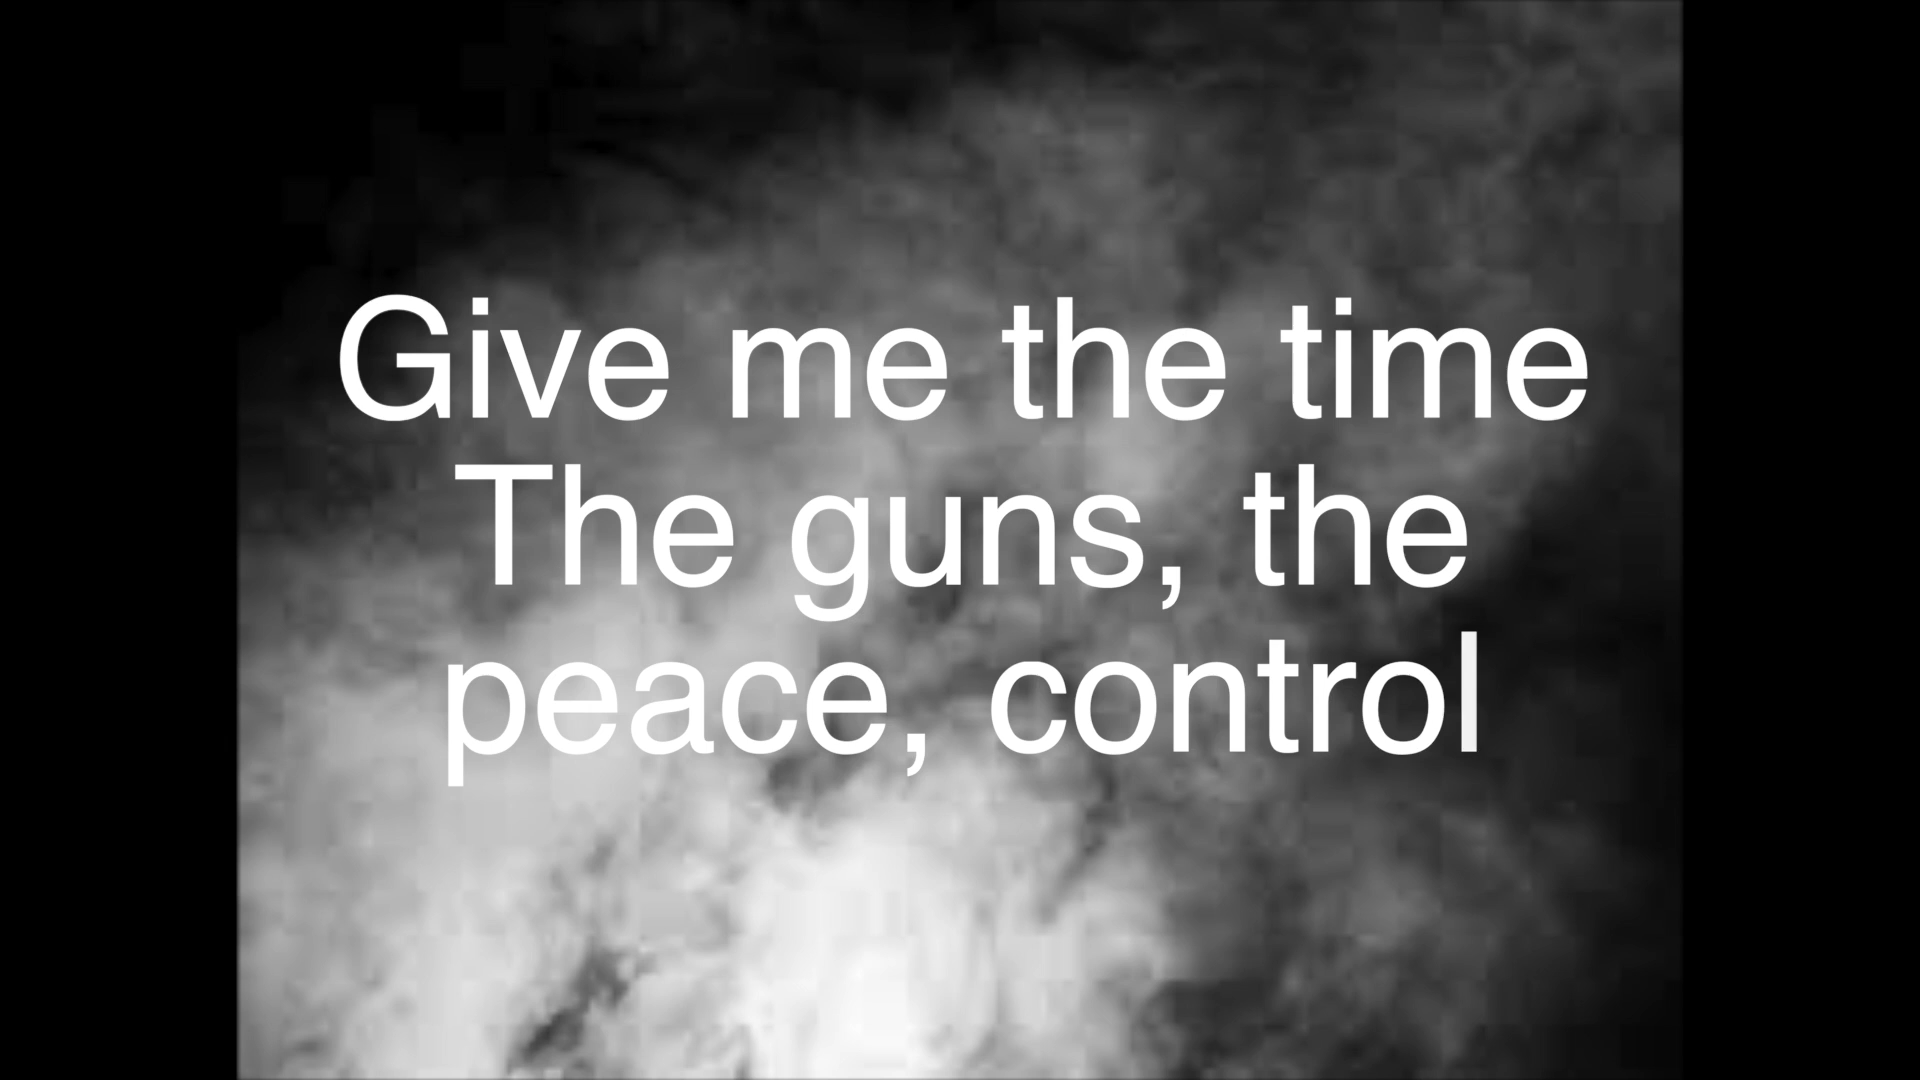 Give me the time
The guns, the
peace, control